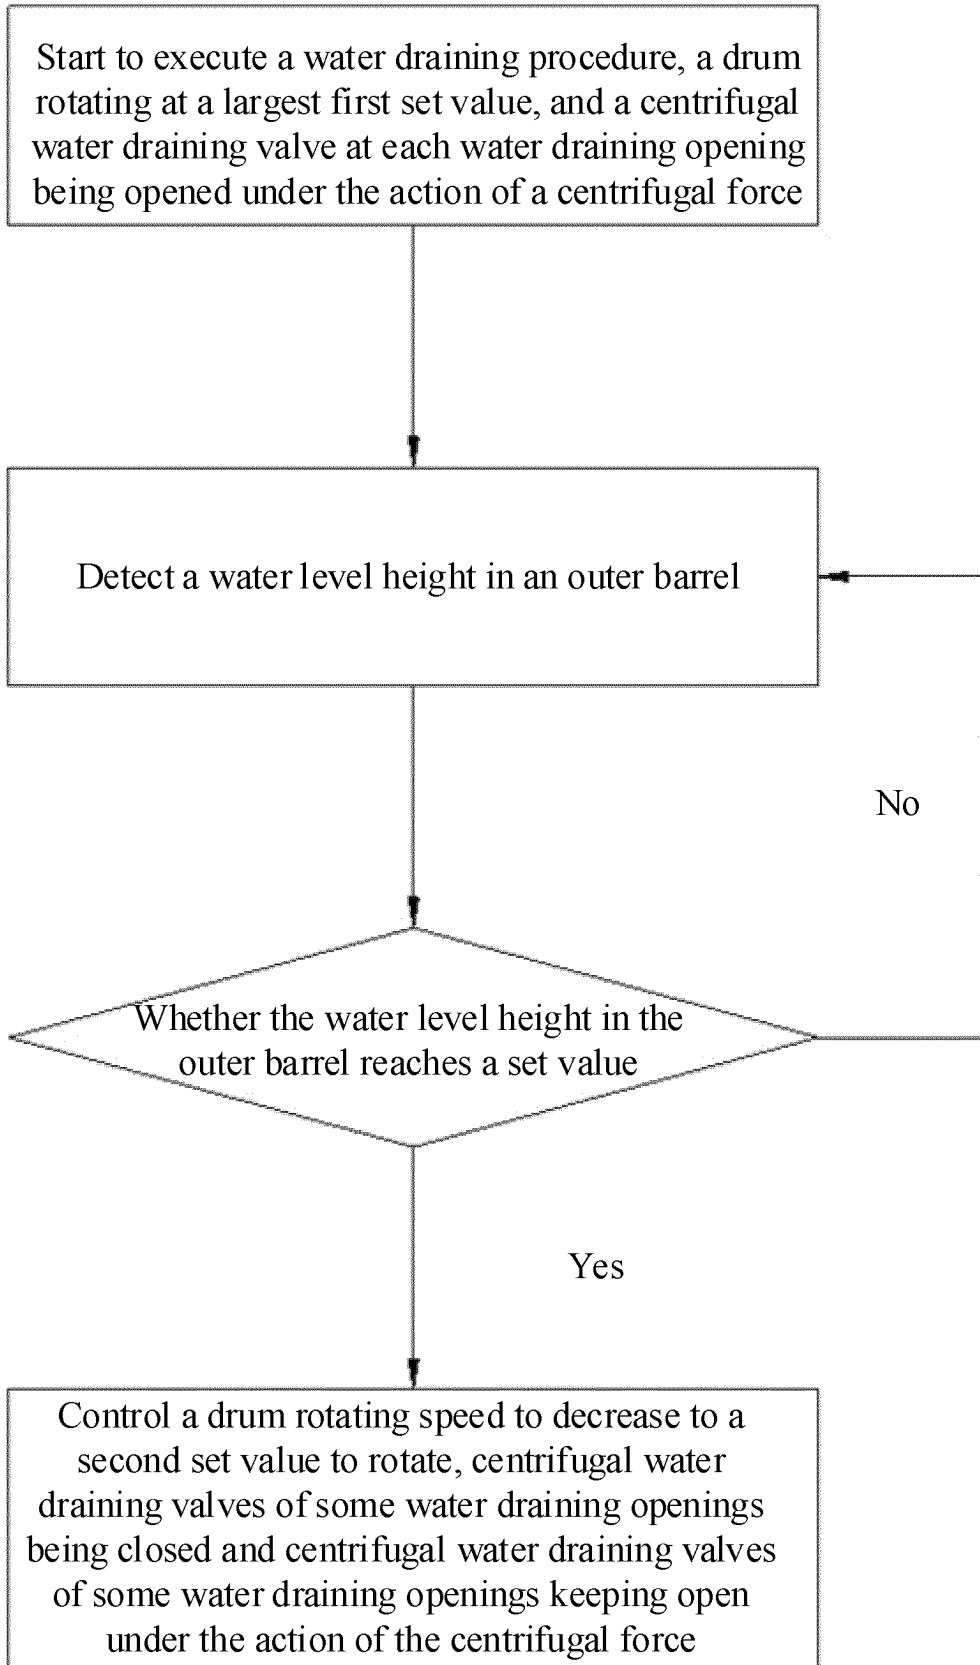 Start to execute a water draining procedure, a drum
rotating at a largest first set value, and a centrifugal
water draining valve at each water draining opening
being opened under the action of a centrifugal force
Detect a water level height in an outer barrel
No
Whether the water level height in the
outer barrel reaches a set value
Yes
Control a drum rotating speed to decrease to a
second set value to rotate, centrifugal water
draining valves of some water draining openings
being closed and centrifugal water draining valves
of some water draining openings keeping open
under the action of the centrifugal force